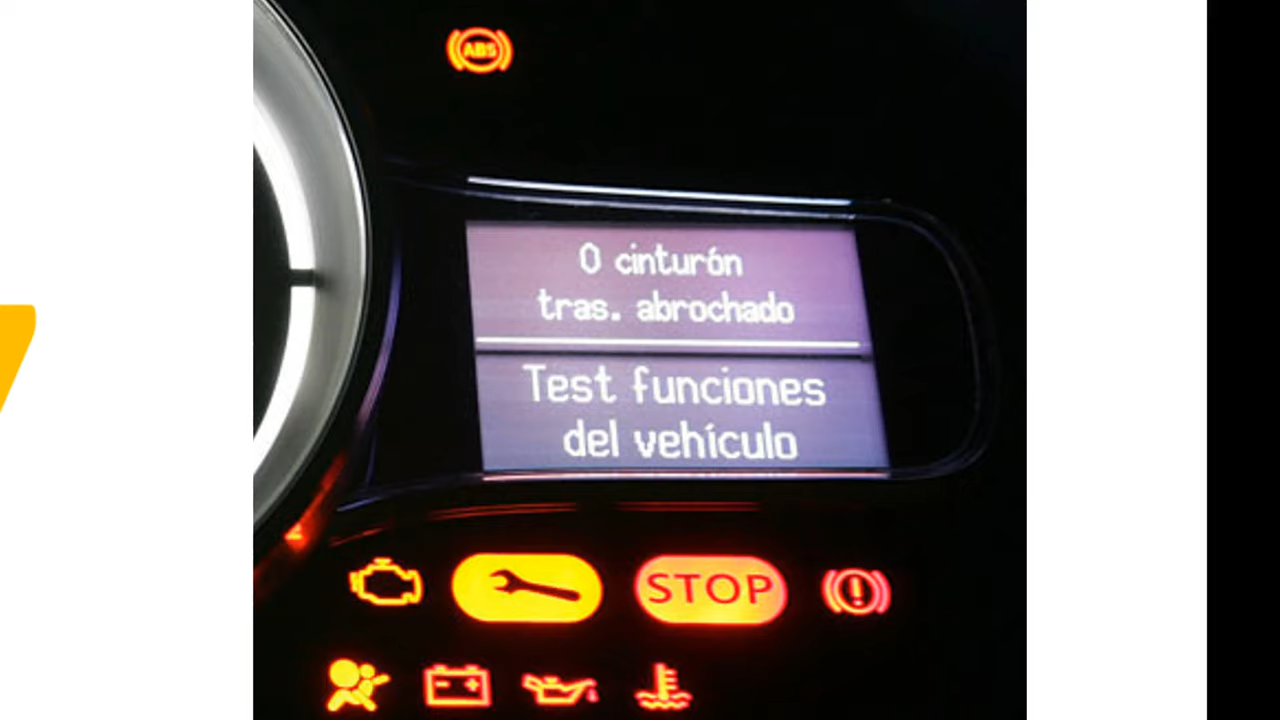 ABS
0 cinturón
tras. abrochado
Test funciones
del vehículo
STOP